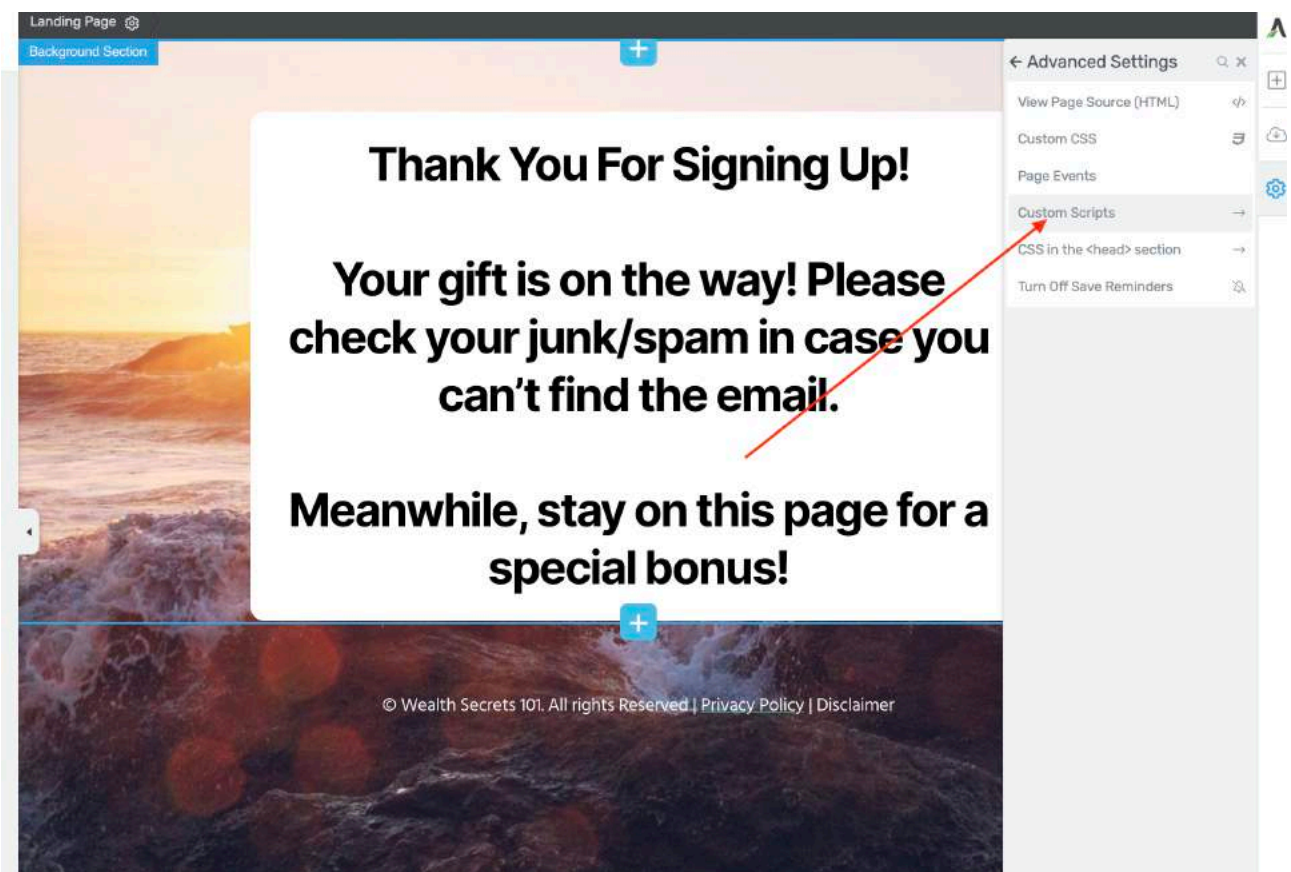 Landing Page
Background Section
Advanced Settings
View Page Source (HTML)
Custom CSS
Page Events
Custom Scripts
CSS in the <head> section
Turn Off Save Reminders
Thank You For Signing Up!
Your gift is on the way! Please
check your junk/spam in case you
can’t find the email.
Meanwhile, stay on this page for a
special bonus!
© Wealth Secrets 101. All rights Reserved | Privacy Policy | Disclaimer